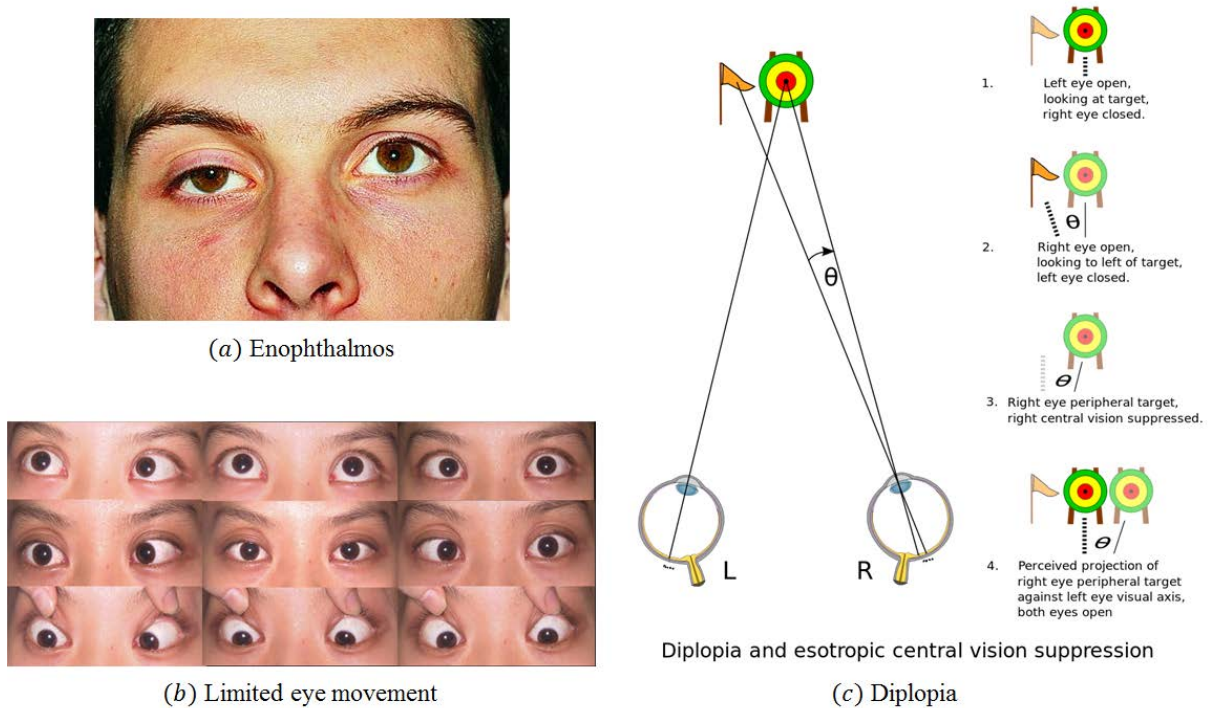 (a) Enophthalmos
(b) Limited eye movement
θ
L
R
1.
Left eye open,
looking at target,
right eye closed.
θ
2.
Right eye open,
looking to left of target,
left eye closed.
θ
3. Right eye peripheral target,
right central vision suppressed.
θ
4. Perceived projection of
right eye peripheral target
against left eye visual axis,
both eyes open
Diplopia and esotropic central vision suppression
(c) Diplopia